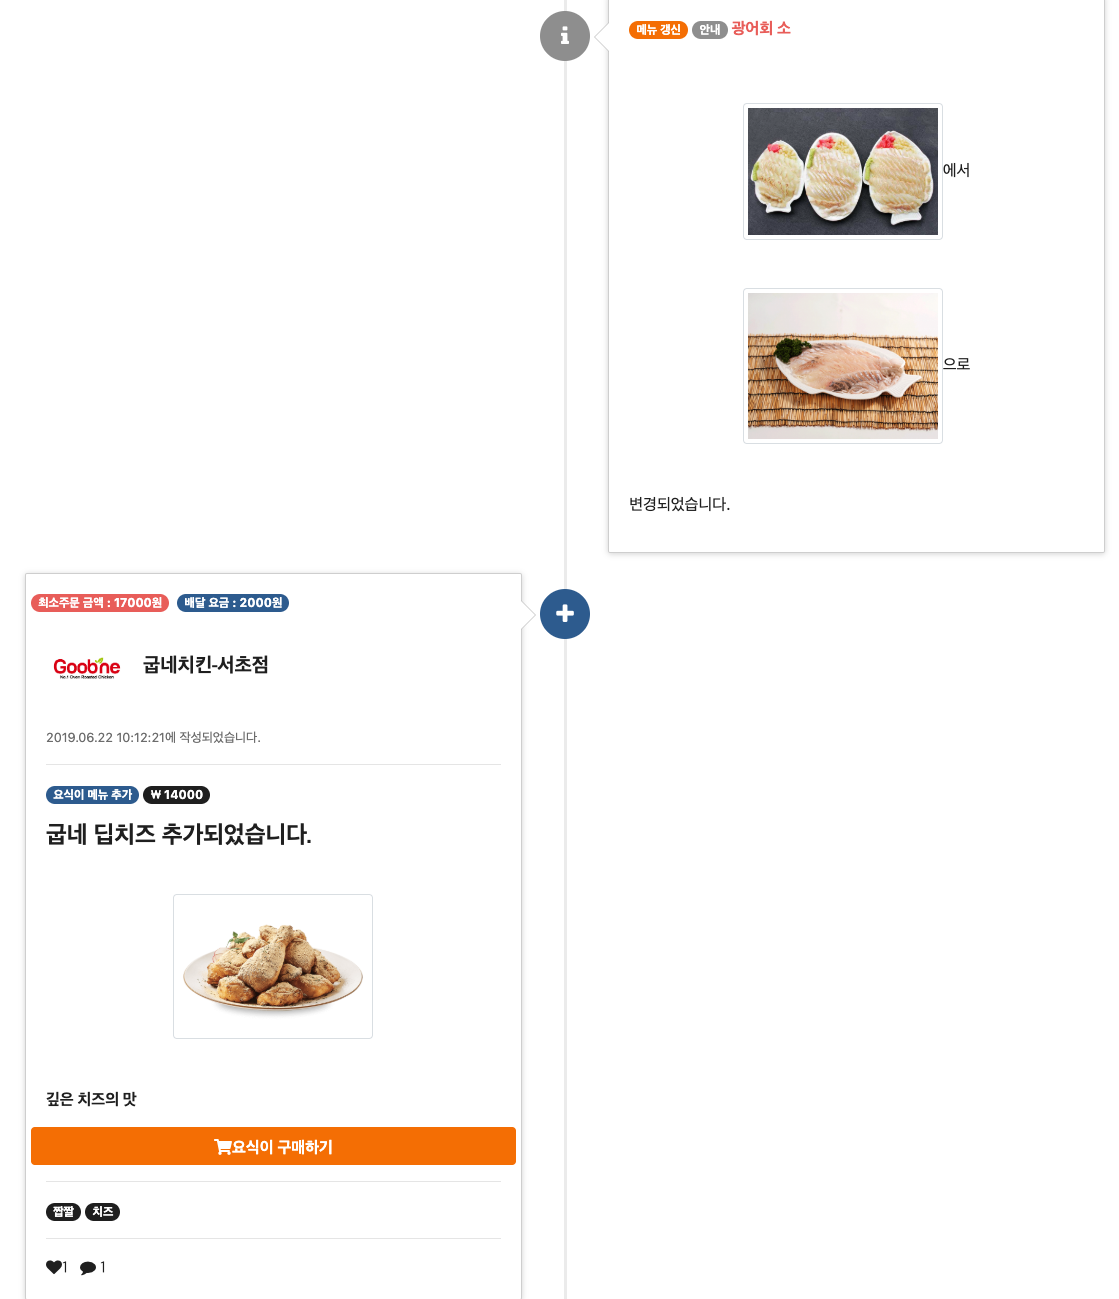 메뉴 갱신 안내 광어회 소
에서
으로
변경되었습니다.
최소주문 금액 : 17000원 배달 요금 : 2000원
Goobne
No.1 Oven Roasted Chicken
굽네치킨-서초점
2019.06.22 10:12:21에 작성되었습니다.
요식이 메뉴 추가 ₩ 14000
굽네 딥치즈 추가되었습니다.
깊은 치즈의 맛
요식이 구매하기
짭짤 치즈
1 1